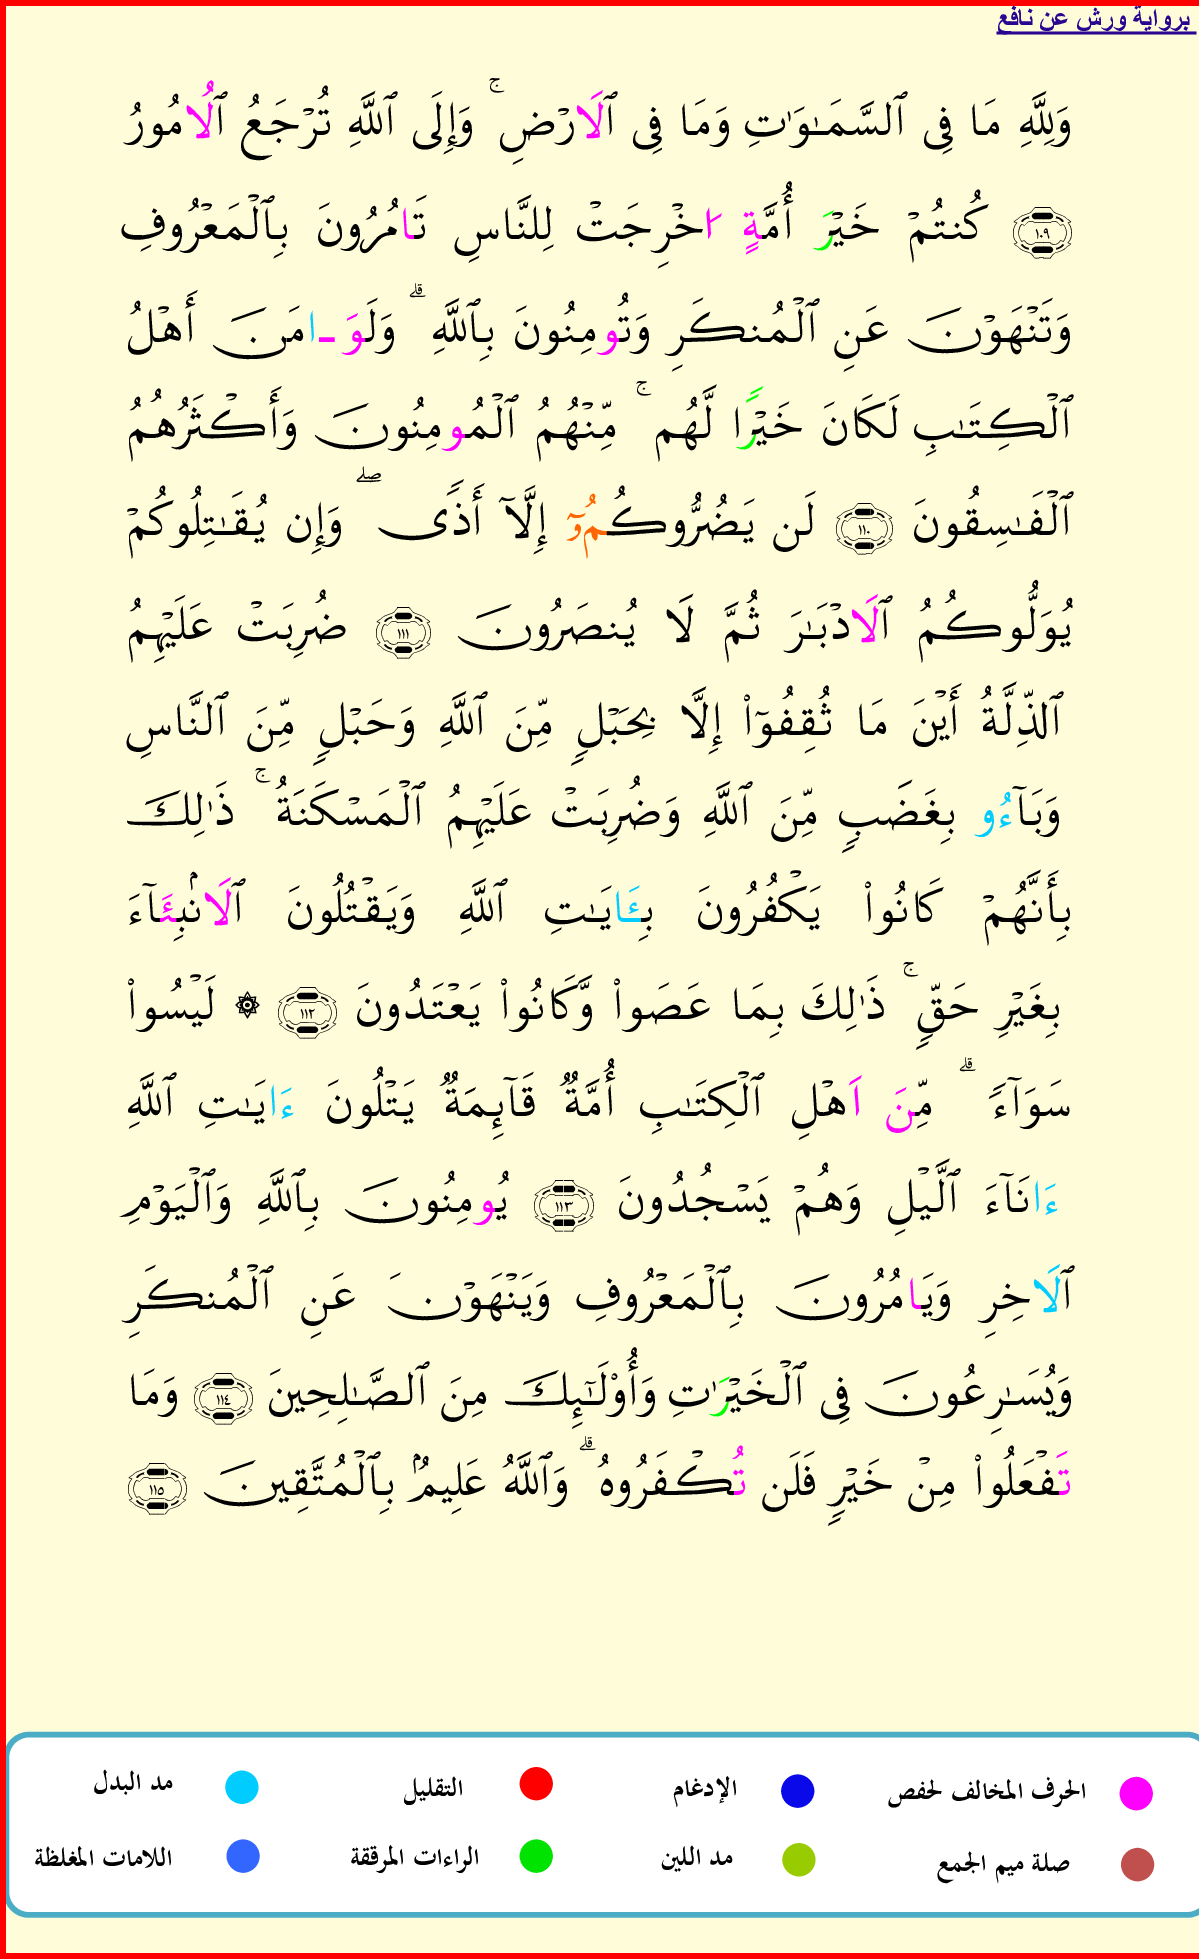 برواية ورش عن نافع
وَلِلَّهِ مَا فِى ٱلسَّمَٰوَٰتِ وَمَا فِى ٱلَارْضِ ۚ وَإِلَى ٱللَّهِ تُرْجَعُ ٱلُامُورُ
١٠٩ كُنتُمْ خَيْرَ أُمَّةٍ ا۟خْرِجَتْ لِلنَّاسِ تَامُرُونَ بِٱلْمَعْرُوفِ
وَتَنْهَوْنَ عَنِ ٱلْمُنكَرِ وَتُومِنُونَ بِٱللَّهِ ۗ وَلَوَ ـامَنَ أَهْلُ
ٱلْكِتَٰبِ لَكَانَ خَيْرًا لَّهُم ۚ مِّنْهُمُ ٱلْمُومِنُونَ وَأَكْثَرُهُمُ
ٱلْفَٰسِقُونَ ١١٠ لَن يَضُرُّوكُمُۥٓ إِلَّآ أَذًى ۖ وَإِن يُقَٰتِلُوكُمْ
يُوَلُّوكُمُ ٱلَادْبَٰرَ ثُمَّ لَا يُنصَرُونَ ١١١ ضُرِبَتْ عَلَيْهِمُ
ٱلذِّلَّةُ أَيْنَ مَا ثُقِفُوٓا۟ إِلَّا بِحَبْلٍ مِّنَ ٱللَّهِ وَحَبْلٍ مِّنَ ٱلنَّاسِ
وَبَآءُو بِغَضَبٍ مِّنَ ٱللَّهِ وَضُرِبَتْ عَلَيْهِمُ ٱلْمَسْكَنَةُ ۚ ذَٰلِكَ
بِأَنَّهُمْ كَانُوا۟ يَكْفُرُونَ بِـَٔايَٰتِ ٱللَّهِ وَيَقْتُلُونَ ٱلَانۢبِئَآءَ
بِغَيْرِ حَقٍّ ۚ ذَٰلِكَ بِمَا عَصَوا۟ وَّكَانُوا۟ يَعْتَدُونَ ١١٢ ۞ لَيْسُوا۟
سَوَآءً ۗ مِّنَ اَهْلِ ٱلْكِتَٰبِ أُمَّةٌ قَآئِمَةٌ يَتْلُونَ ءَايَٰتِ ٱللَّهِ
ءَانَآءَ ٱلَّيْلِ وَهُمْ يَسْجُدُونَ ١١٣ يُومِنُونَ بِٱللَّهِ وَٱلْيَوْمِ
ٱلَاخِرِ وَيَامُرُونَ بِٱلْمَعْرُوفِ وَيَنْهَوْنَ عَنِ ٱلْمُنكَرِ
وَيُسَٰرِعُونَ فِى ٱلْخَيْرَٰتِ وَأُو۟لَٰٓئِكَ مِنَ ٱلصَّٰلِحِينَ ١١٤ وَمَا
تَفْعَلُوا۟ مِنْ خَيْرٍ فَلَن تُكْفَرُوهُ ۗ وَٱللَّهُ عَلِيمٌۢ بِٱلْمُتَّقِينَ ١١٥
الحرف المخالف لحفص الإدغام التقليل مد البدل
صلة ميم الجمع مد اللين الراءات المرققة اللامات المغلظة